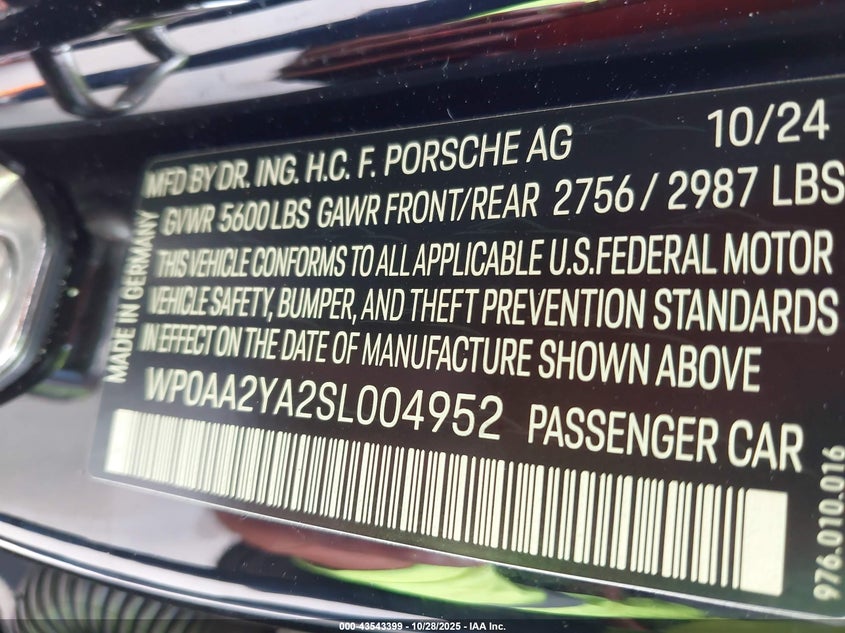 10/24
MFD BY DR. ING. H.C. F. PORSCHE AG
GVWR 5600 LBS GAWR FRONT/REAR 2756 / 2987 LBS
THIS VEHICLE CONFORMS TO ALL APPLICABLE U.S. FEDERAL MOTOR
VEHICLE SAFETY, BUMPER, AND THEFT PREVENTION STANDARDS
IN EFFECT ON THE DATE OF MANUFACTURE SHOWN ABOVE
WP0AA2YA2SL004952 PASSENGER CAR
MADE IN GERMANY
976.010.016
000-43543399 - 10/28/2025 - IAA Inc.